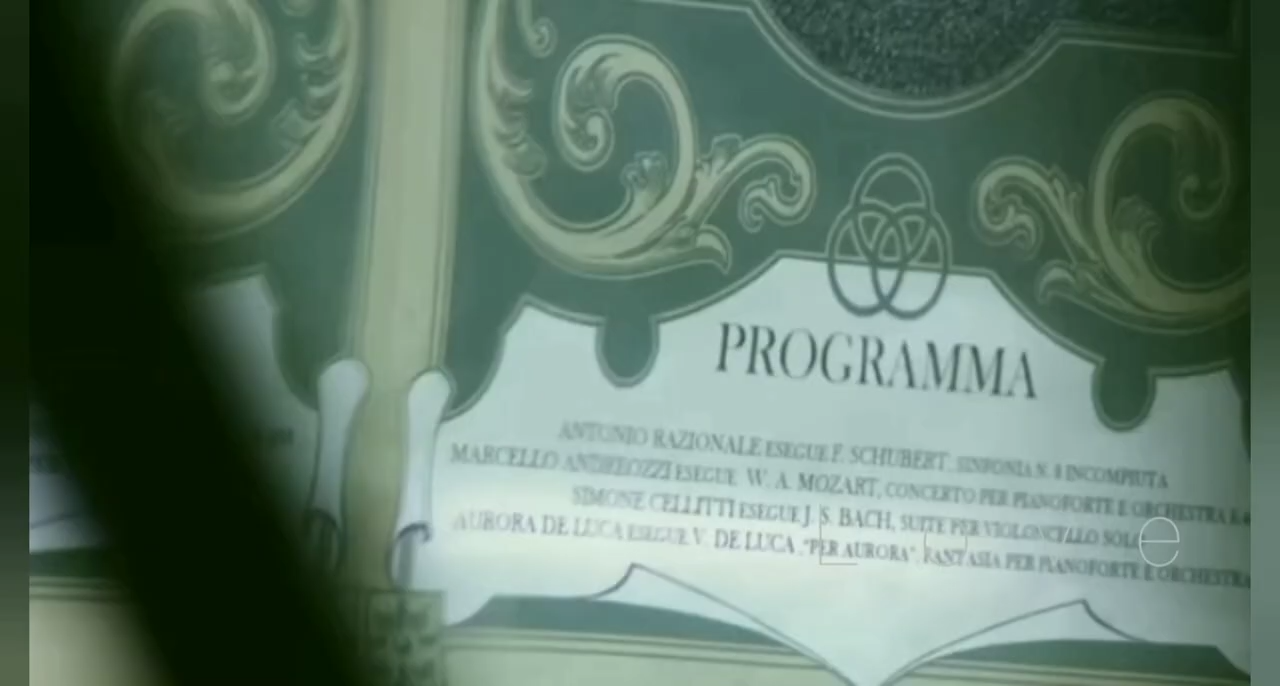 PROGRAMMA
ANTONIO RAZIONALE ESEGUE F. SCHUBERT, SINFONIA N. 8 INCOMPIUTA
MARCELLO ANDREOZZI ESEGUE W. A. MOZART, CONCERTO PER PIANOFORTE E ORCHESTRA
SIMONE CELLITTI ESEGUE J. S. BACH, SUITE PER VIOLONCELLO SOLO
AURORA DE LUCA ESEGUE V. DE LUCA "PER AURORA", FANTASIA PER PIANOFORTE E ORCHESTRA